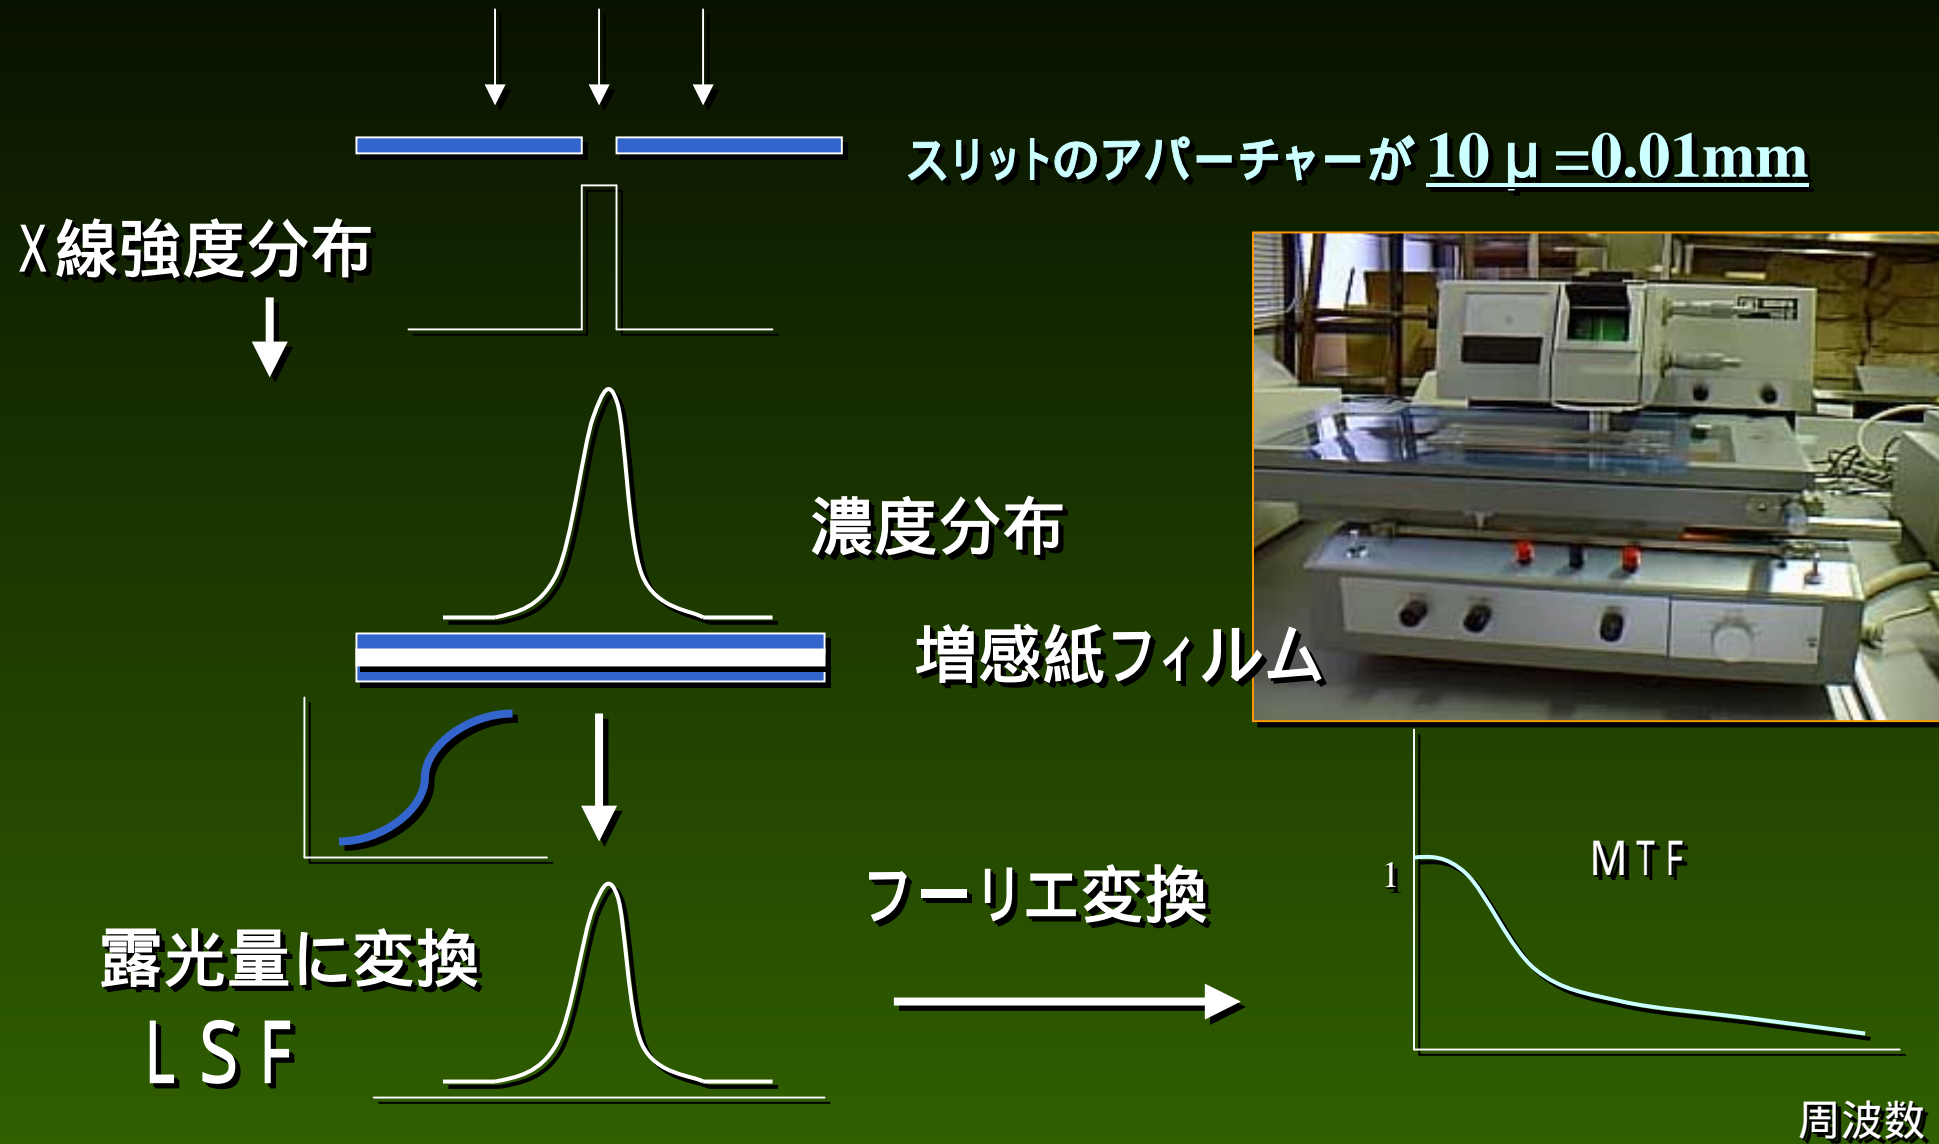 スリットのアパーチャーが 10 μ =0.01mm
X線強度分布
濃度分布
増感紙フィルム
MTF
1
フーリエ変換
露光量に変換
LSF
周波数